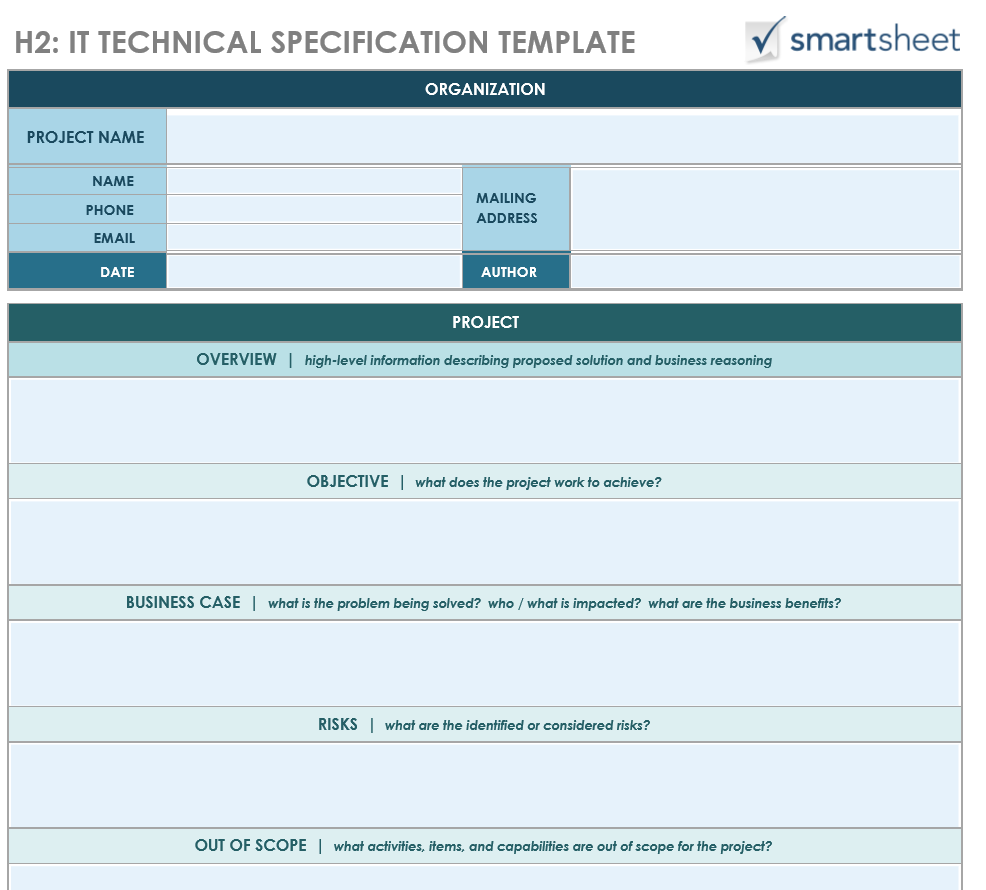 H2: IT TECHNICAL SPECIFICATION TEMPLATE
smartsheet
ORGANIZATION
PROJECT NAME
NAME
PHONE
EMAIL
MAILING
ADDRESS
DATE
AUTHOR
PROJECT
OVERVIEW | high-level information describing proposed solution and business reasoning
OBJECTIVE | what does the project work to achieve?
BUSINESS CASE | what is the problem being solved? who / what is impacted? what are the business benefits?
RISKS | what are the identified or considered risks?
OUT OF SCOPE | what activities, items, and capabilities are out of scope for the project?